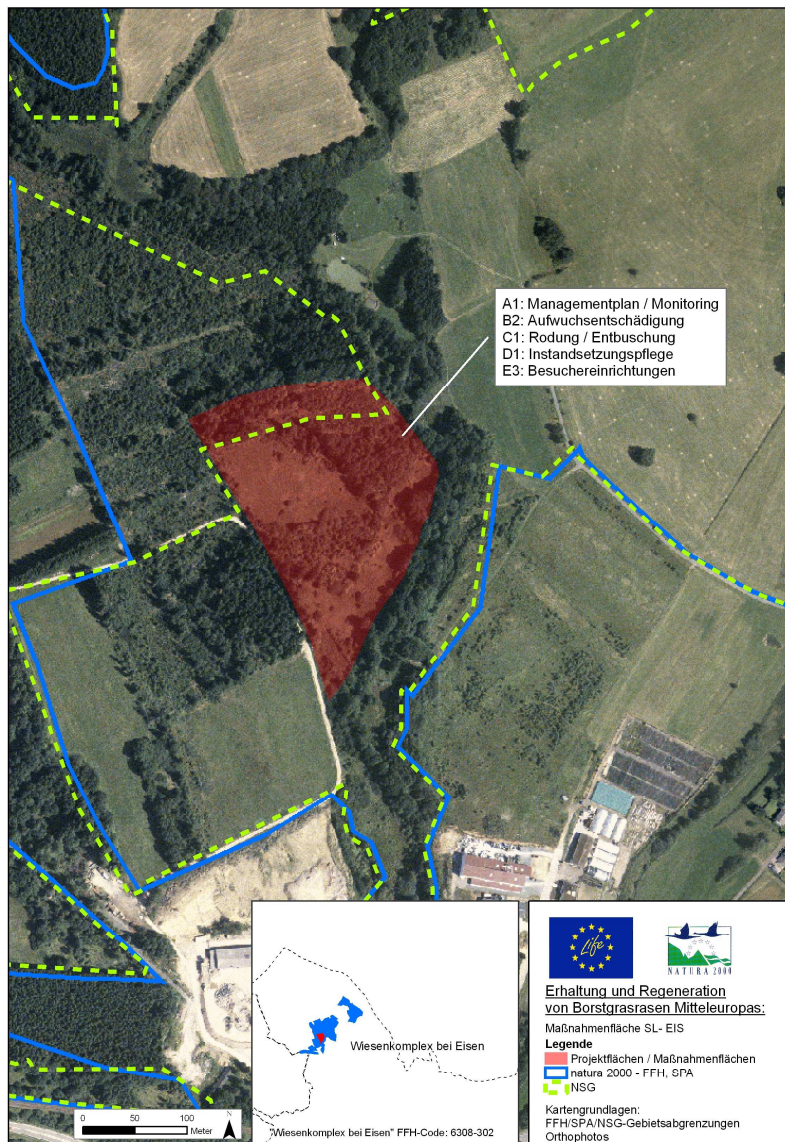 A1: Managementplan / Monitoring
B2: Aufwuchsentschädigung
C1: Rodung / Entbuschung
D1: Instandsetzungspflege
E3: Besuchereinrichtungen
0 50 100
Meter
N
Wiesenkomplex bei Eisen
"Wiesenkomplex bei Eisen" FFH-Code: 6308-302
Life
NATURA 2000
Erhaltung und Regeneration
von Borstgrasrasen Mitteleuropas:
Maßnahmenfläche SL- EIS
Legende
Projektflächen / Maßnahmenflächen
natura 2000 - FFH, SPA
NSG
Kartengrundlagen:
FFH/SPA/NSG-Gebietsabgrenzungen
Orthophotos